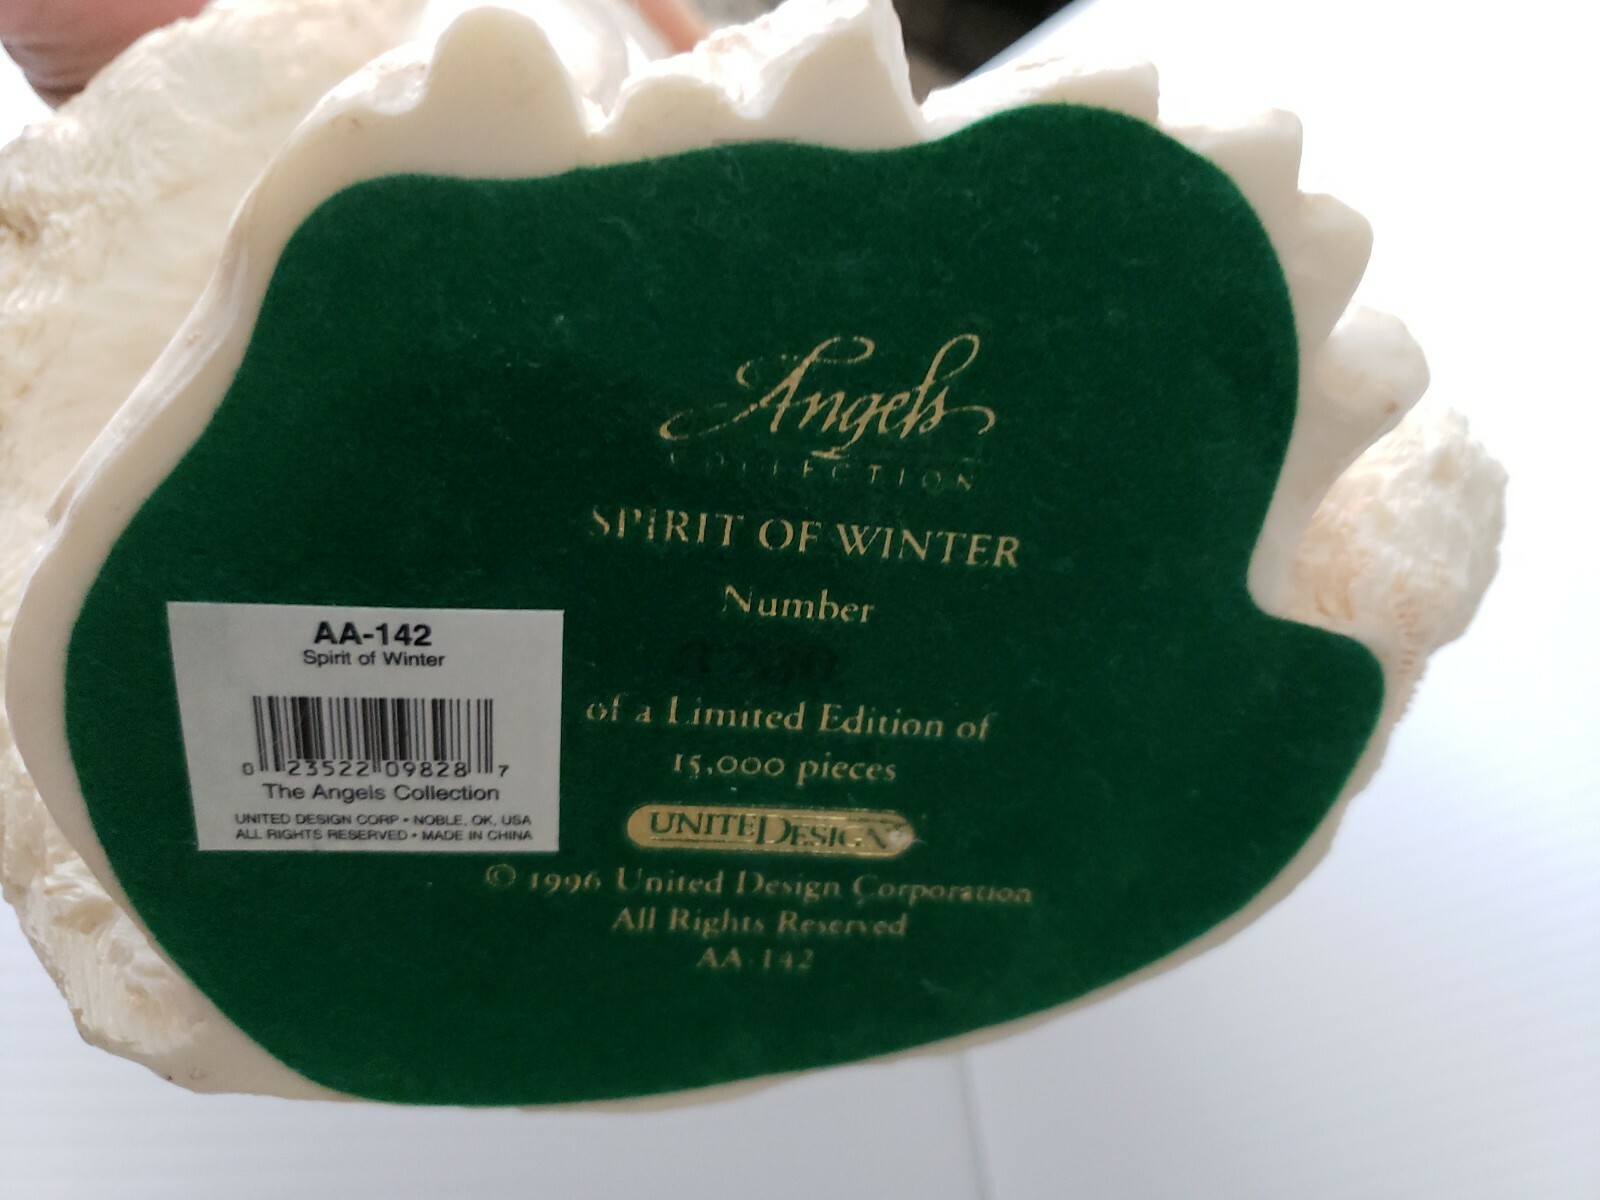 Angels
COLLECTION
SPIRIT OF WINTER
Number
of a Limited Edition of
15,000 pieces
UNITED DESIGN
© 1996 United Design Corporation
All Rights Reserved
AA-142
AA-142
Spirit of Winter
0 23522 09828 7
The Angels Collection
UNITED DESIGN CORP • NOBLE, OK, USA
ALL RIGHTS RESERVED • MADE IN CHINA